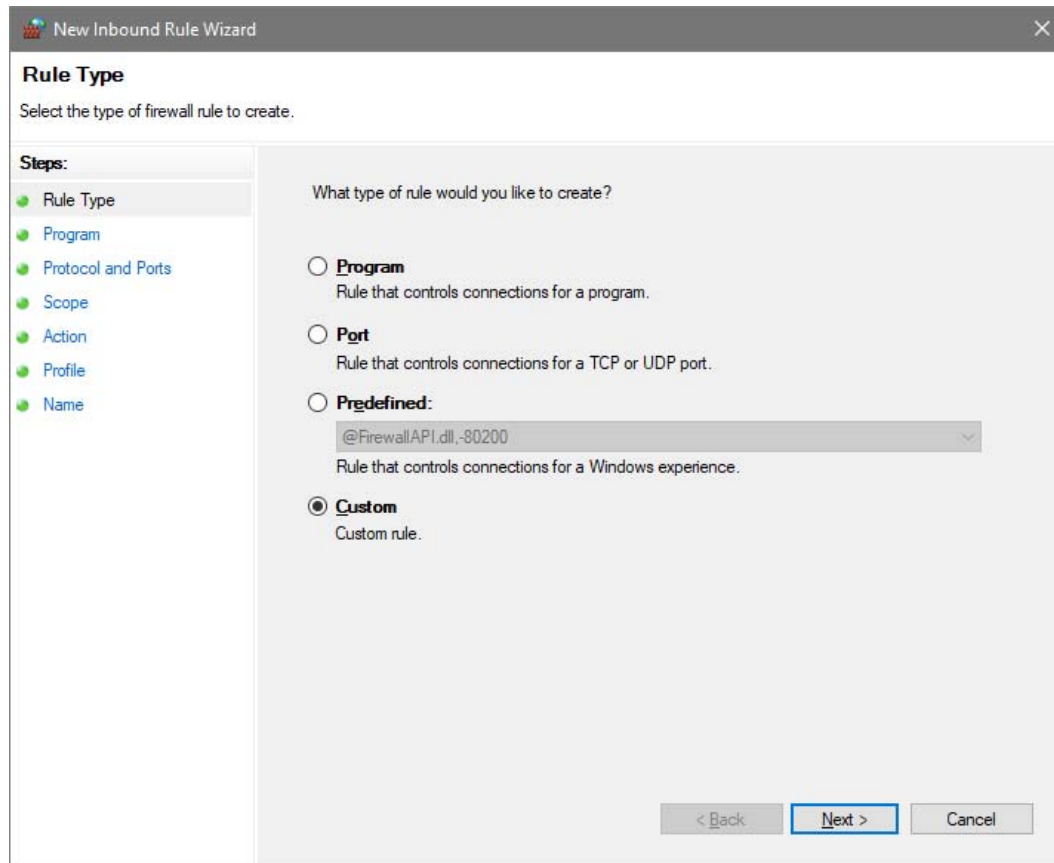 New Inbound Rule Wizard
Rule Type
Select the type of firewall rule to create.
Steps:
Rule Type
Program
Protocol and Ports
Scope
Action
Profile
Name
What type of rule would you like to create?
Program
Rule that controls connections for a program.
Port
Rule that controls connections for a TCP or UDP port.
Predefined:
@FirewallAPI.dll,-80200
Rule that controls connections for a Windows experience.
Custom
Custom rule.
< Back Next > Cancel